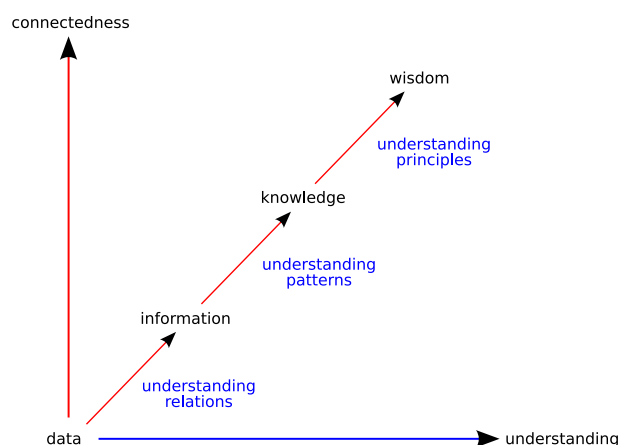 connectedness
wisdom
understanding
principles
knowledge
understanding
patterns
information
understanding
relations
data
understanding